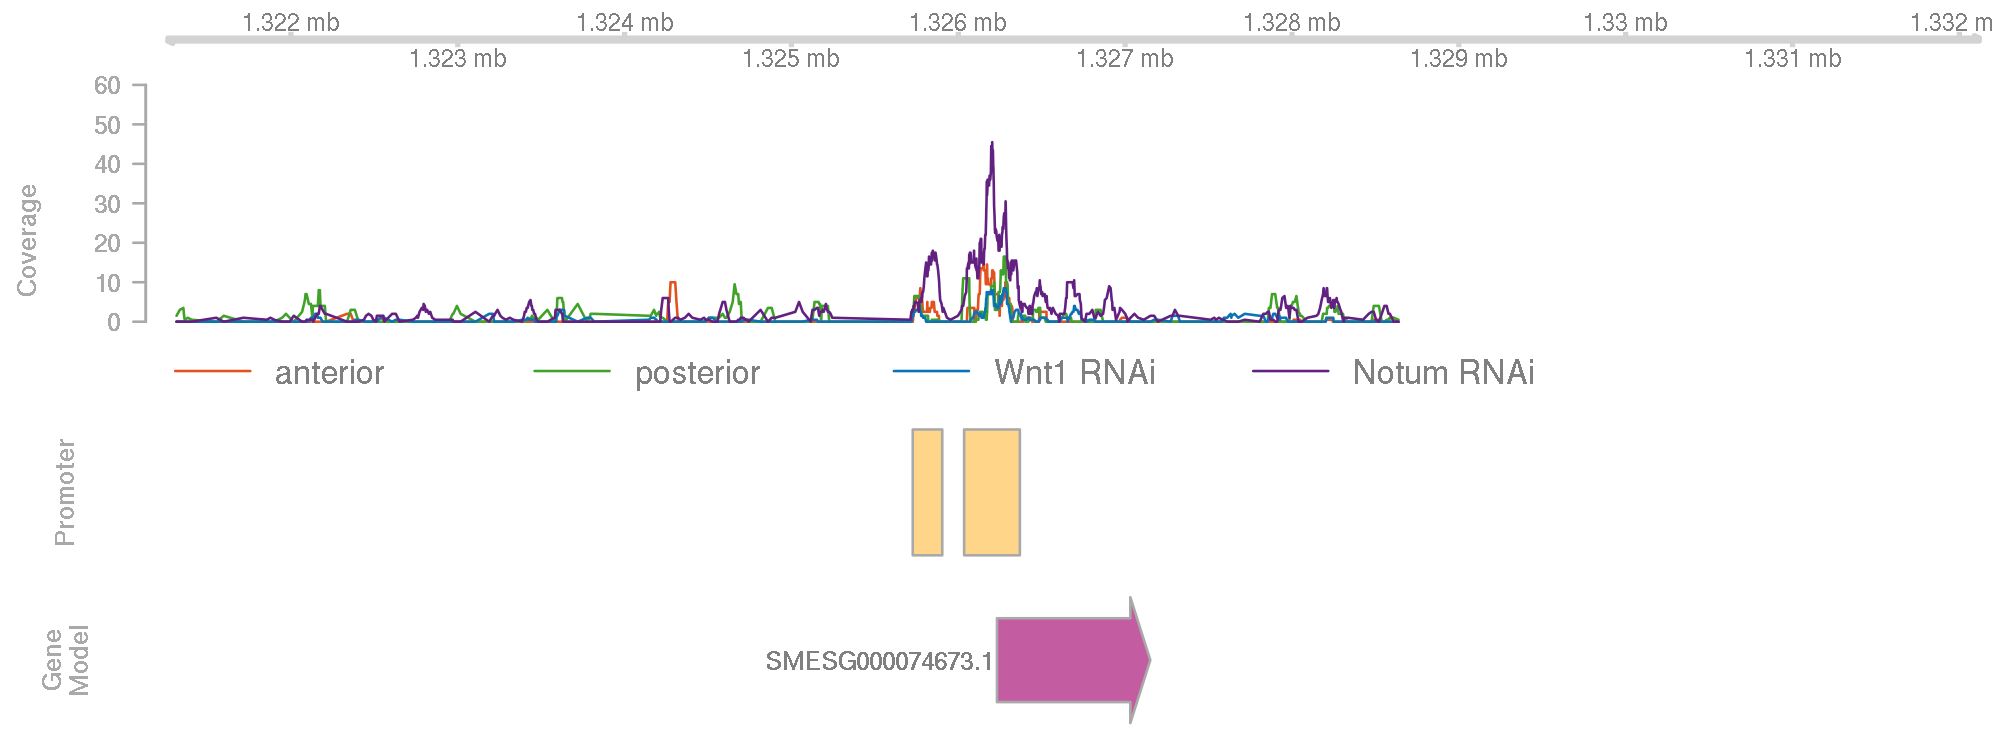 1.322 mb 1.324 mb 1.326 mb 1.328 mb 1.33 mb 1.332 m
1.323 mb 1.325 mb 1.327 mb 1.329 mb 1.331 mb
60
50
40
30
20
10
0
Coverage
anterior posterior Wnt1 RNAi Notum RNAi
Promoter
Gene
Model
SMESG000074673.1